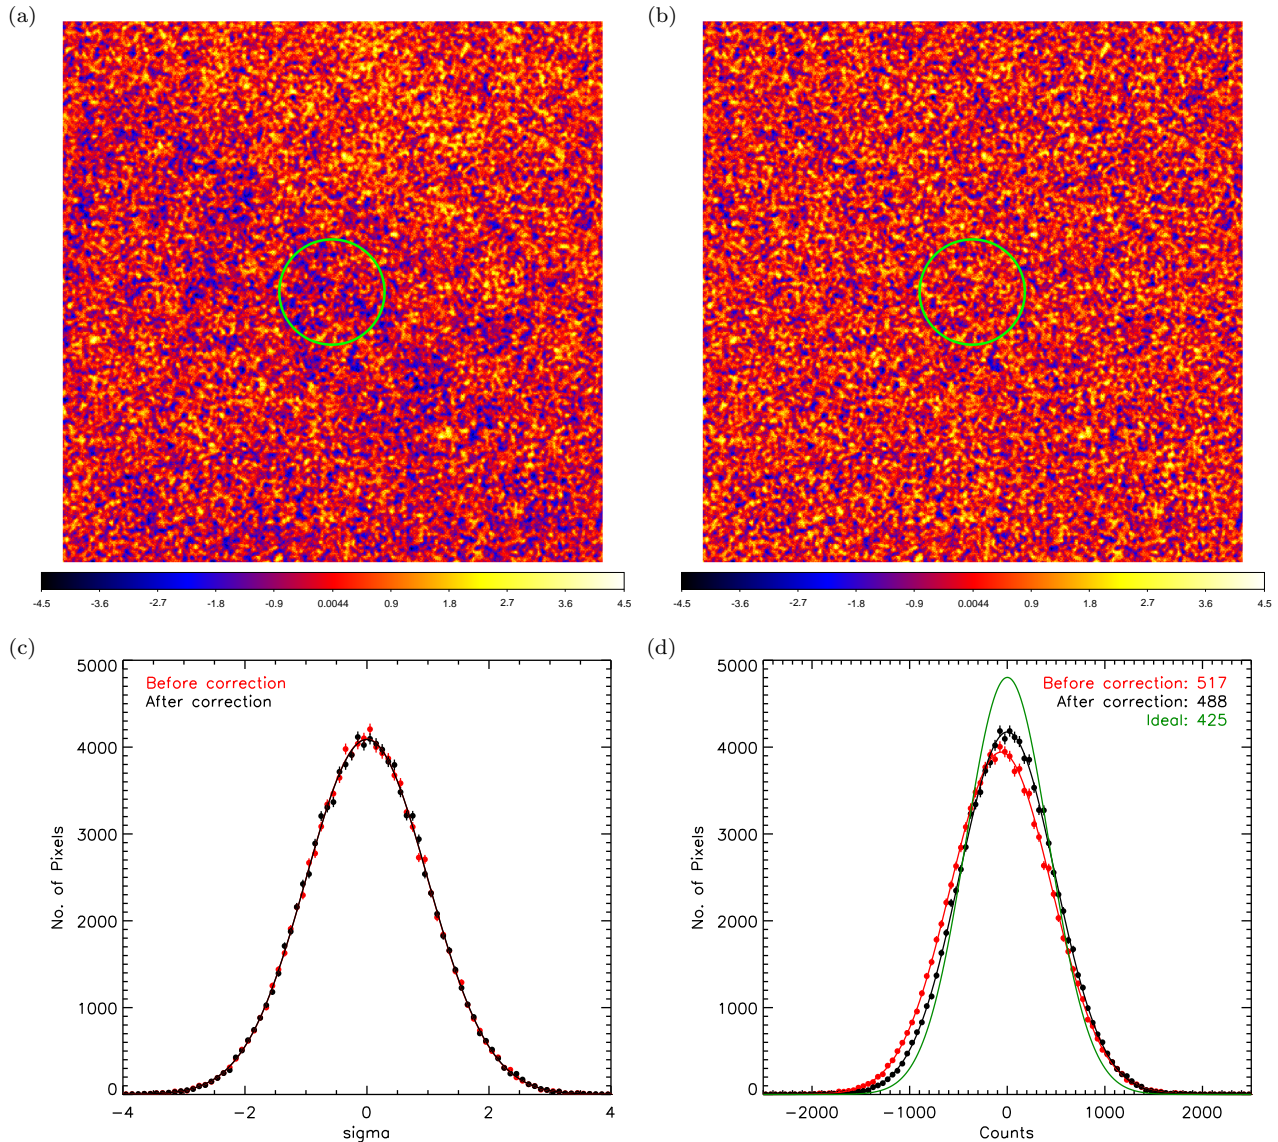 (a)
(b)
-4.5 -3.6 -2.7 -1.8 -0.9 0.0044 0.9 1.8 2.7 3.6 4.5
-4.5 -3.6 -2.7 -1.8 -0.9 0.0044 0.9 1.8 2.7 3.6 4.5
(c)
5000
4000
3000
2000
1000
0
No. of Pixels
Before correction
After correction
−4 −2 0 2 4
sigma
(d)
5000
4000
3000
2000
1000
0
No. of Pixels
Before correction: 517
After correction: 488
Ideal: 425
−2000 −1000 0 1000 2000
Counts